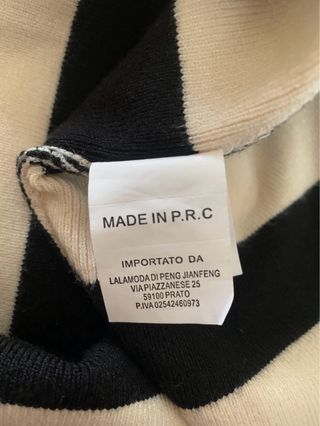 MADE IN P.R.C
IMPORTATO DA
LALAMODA DI PENG JIANFENG
VIA PIAZZANESE 25
59100 PRATO
P.IVA 02542460973